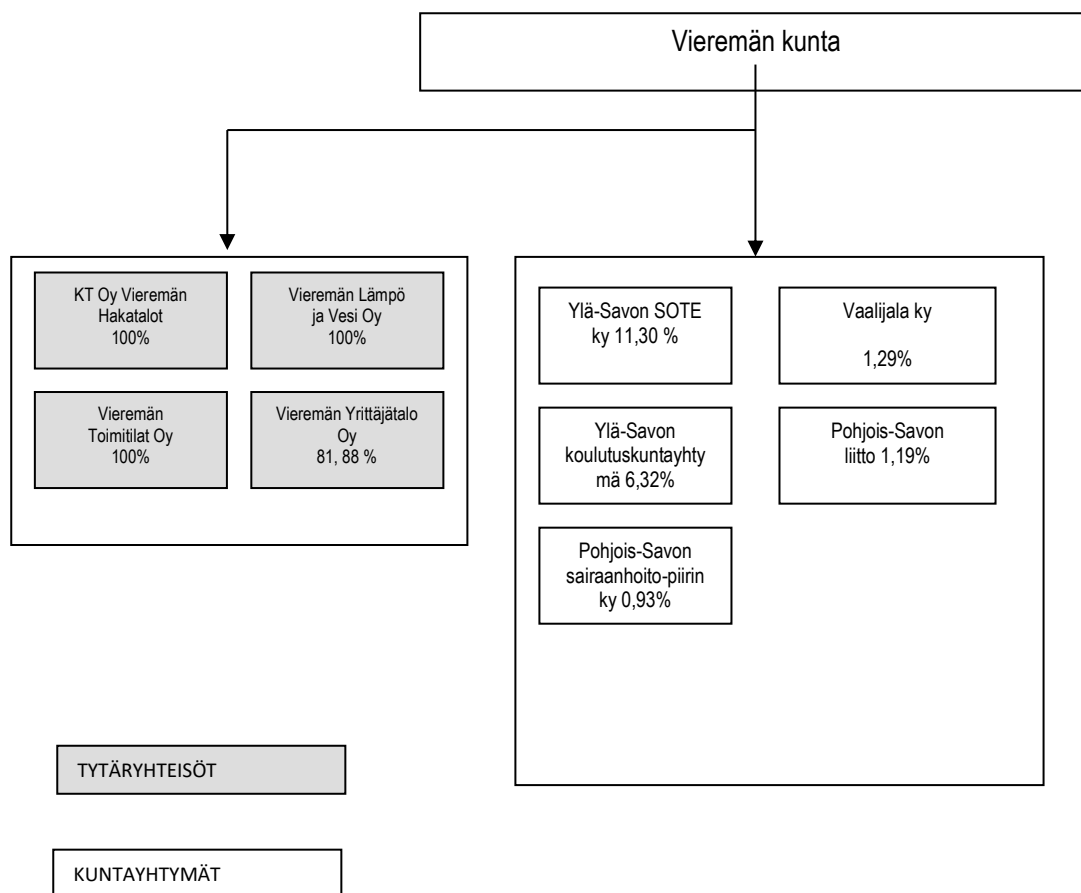 Vieremän kunta
KT Oy Vieremän
Hakatalot
100%
Vieremän Lämpö
ja Vesi Oy
100%
Vieremän
Toimitilat Oy
100%
Vieremän Yrittäjätalo
Oy
81, 88 %
Ylä-Savon SOTE
ky 11,30 %
Vaalijala ky
1,29%
Ylä-Savon
koulutuskuntayhty
mä 6,32%
Pohjois-Savon
liitto 1,19%
Pohjois-Savon
sairaanhoito-piirin
ky 0,93%
TYTÄRYHTEISÖT
KUNTAYHTYMÄT